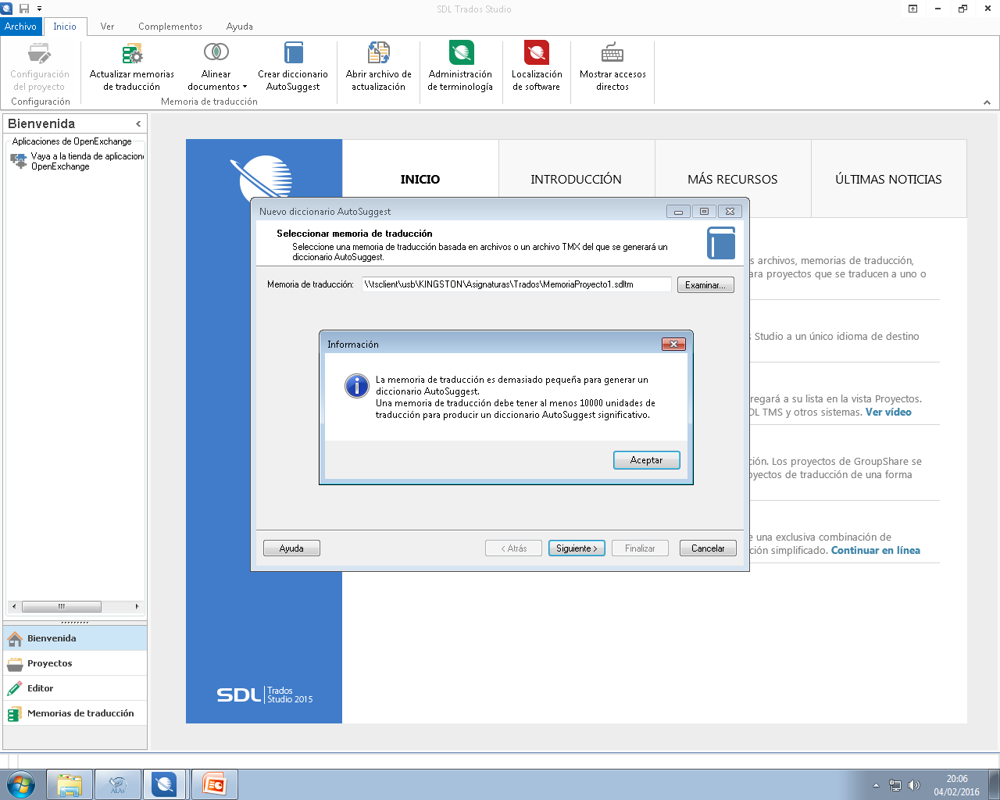 SDL Trados Studio
Archivo
Inicio
Ver
Complementos
Ayuda
Configuración
del proyecto
Actualizar memorias
de traducción
Alinear
documentos
Crear diccionario
AutoSuggest
Abrir archivo de
actualización
Administración
de terminología
Localización
de software
Mostrar accesos
directos
Configuración
Memoria de traducción
Bienvenida
Aplicaciones de OpenExchange
Vaya a la tienda de aplicacion
OpenExchange
INICIO
INTRODUCCIÓN
MÁS RECURSOS
ÚLTIMAS NOTICIAS
Nuevo diccionario AutoSuggest
Seleccionar memoria de traducción
Seleccione una memoria de traducción basada en archivos o un archivo TMX del que se generará un
diccionario AutoSuggest.
Memoria de traducción:
\\tsclient\usb\KINGSTON\Asignaturas\Trados\MemoriaProyecto1.sdltm
Examinar...
s archivos, memorias de traducción,
ara proyectos que se traducen a uno o
s Studio a un único idioma de destino
regará a su lista en la vista Proyectos.
DL TMS y otros sistemas. Ver vídeo
ción. Los proyectos de GroupShare se
oyectos de traducción de una forma
e una exclusiva combinación de
ción simplificado. Continuar en línea
Información
La memoria de traducción es demasiado pequeña para generar un
diccionario AutoSuggest.
Una memoria de traducción debe tener al menos 10000 unidades de
traducción para producir un diccionario AutoSuggest significativo.
Aceptar
Ayuda
< Atrás
Siguiente >
Finalizar
Cancelar
Bienvenida
Proyectos
Editor
Memorias de traducción
SDL
Trados
Studio 2015
ALAs
20:06
04/02/2016